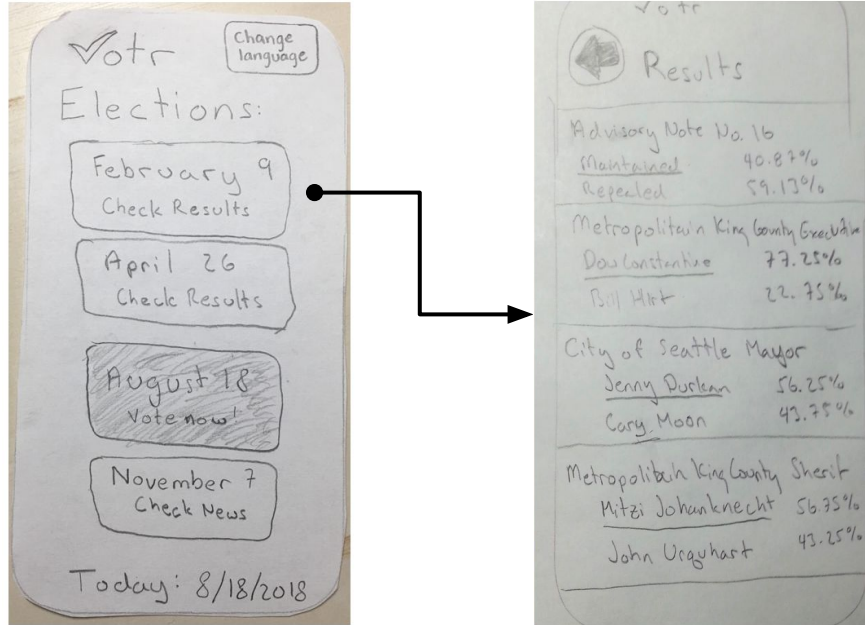 Votr
Change
language
Elections:
February 9
Check Results
April 26
Check Results
August 18
Vote now!
November 7
Check News
Today: 8/18/2018
Votr
Results
Advisory Note No. 16
Maintained 40.87%
Repealed 59.13%
Metropolitain King County Executive
Dow Constantine 77.25%
Bill Hirt 22.75%
City of Seattle Mayor
Jenny Durkan 56.25%
Cary Moon 43.75%
Metropolitain King County Sherif
Mitzi Johanknecht 56.75%
John Urquhart 43.25%